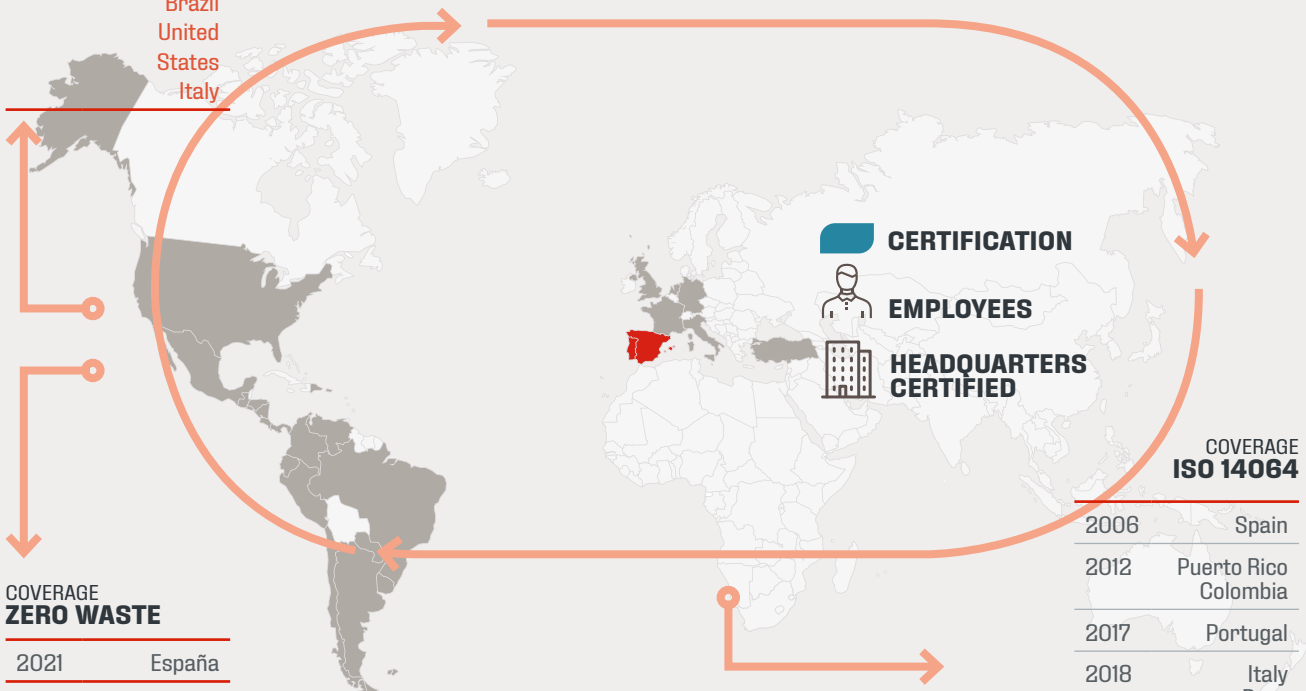 Brazil
United
States
Italy
CERTIFICATION
EMPLOYEES
HEADQUARTERS
CERTIFIED
COVERAGE
ISO 14064
2006 Spain
2012 Puerto Rico
Colombia
2017 Portugal
2018 Italy
COVERAGE
ZERO WASTE
2021 España